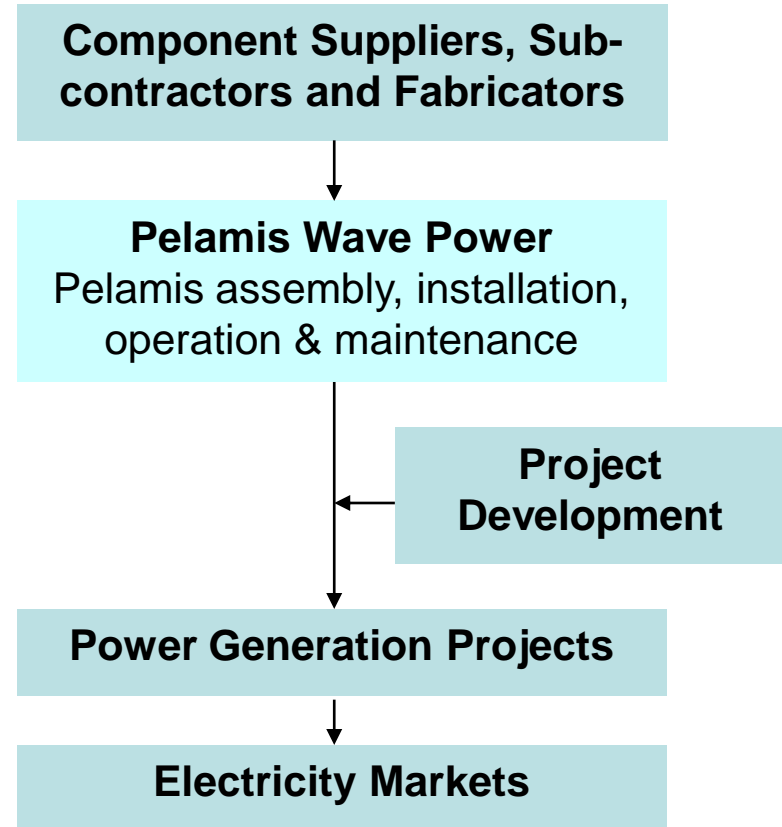 Component Suppliers, Sub-
contractors and Fabricators
Pelamis Wave Power
Pelamis assembly, installation,
operation & maintenance
Project
Development
Power Generation Projects
Electricity Markets